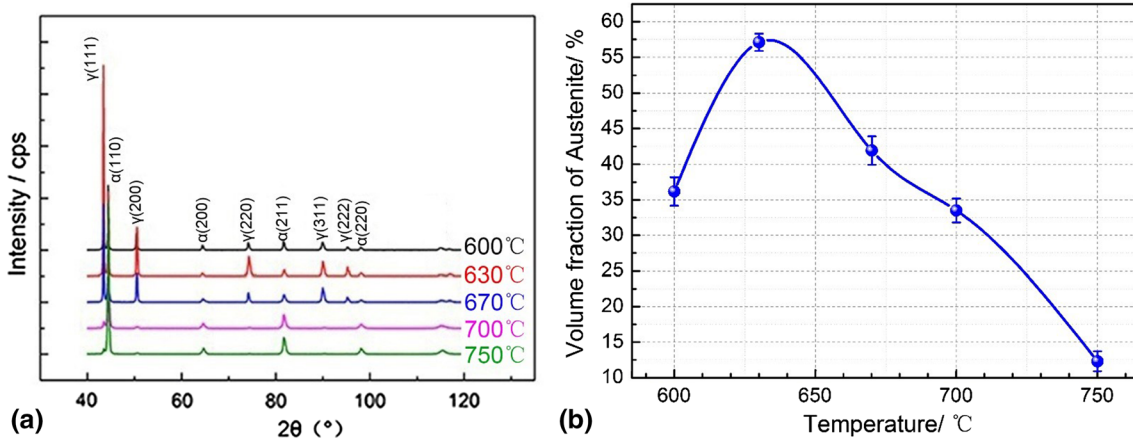 (a)
Intensity / cps
γ(111)
α(110)
γ(200)
α(200)
γ(220)
α(211)
γ(311)
γ(222)
α(220)
600℃
630℃
670℃
700℃
750℃
40 60 80 100 120
2θ (°)
(b)
Volume fraction of Austenite/ %
60
55
50
45
40
35
30
25
20
15
10
600 650 700 750
Temperature/ ℃